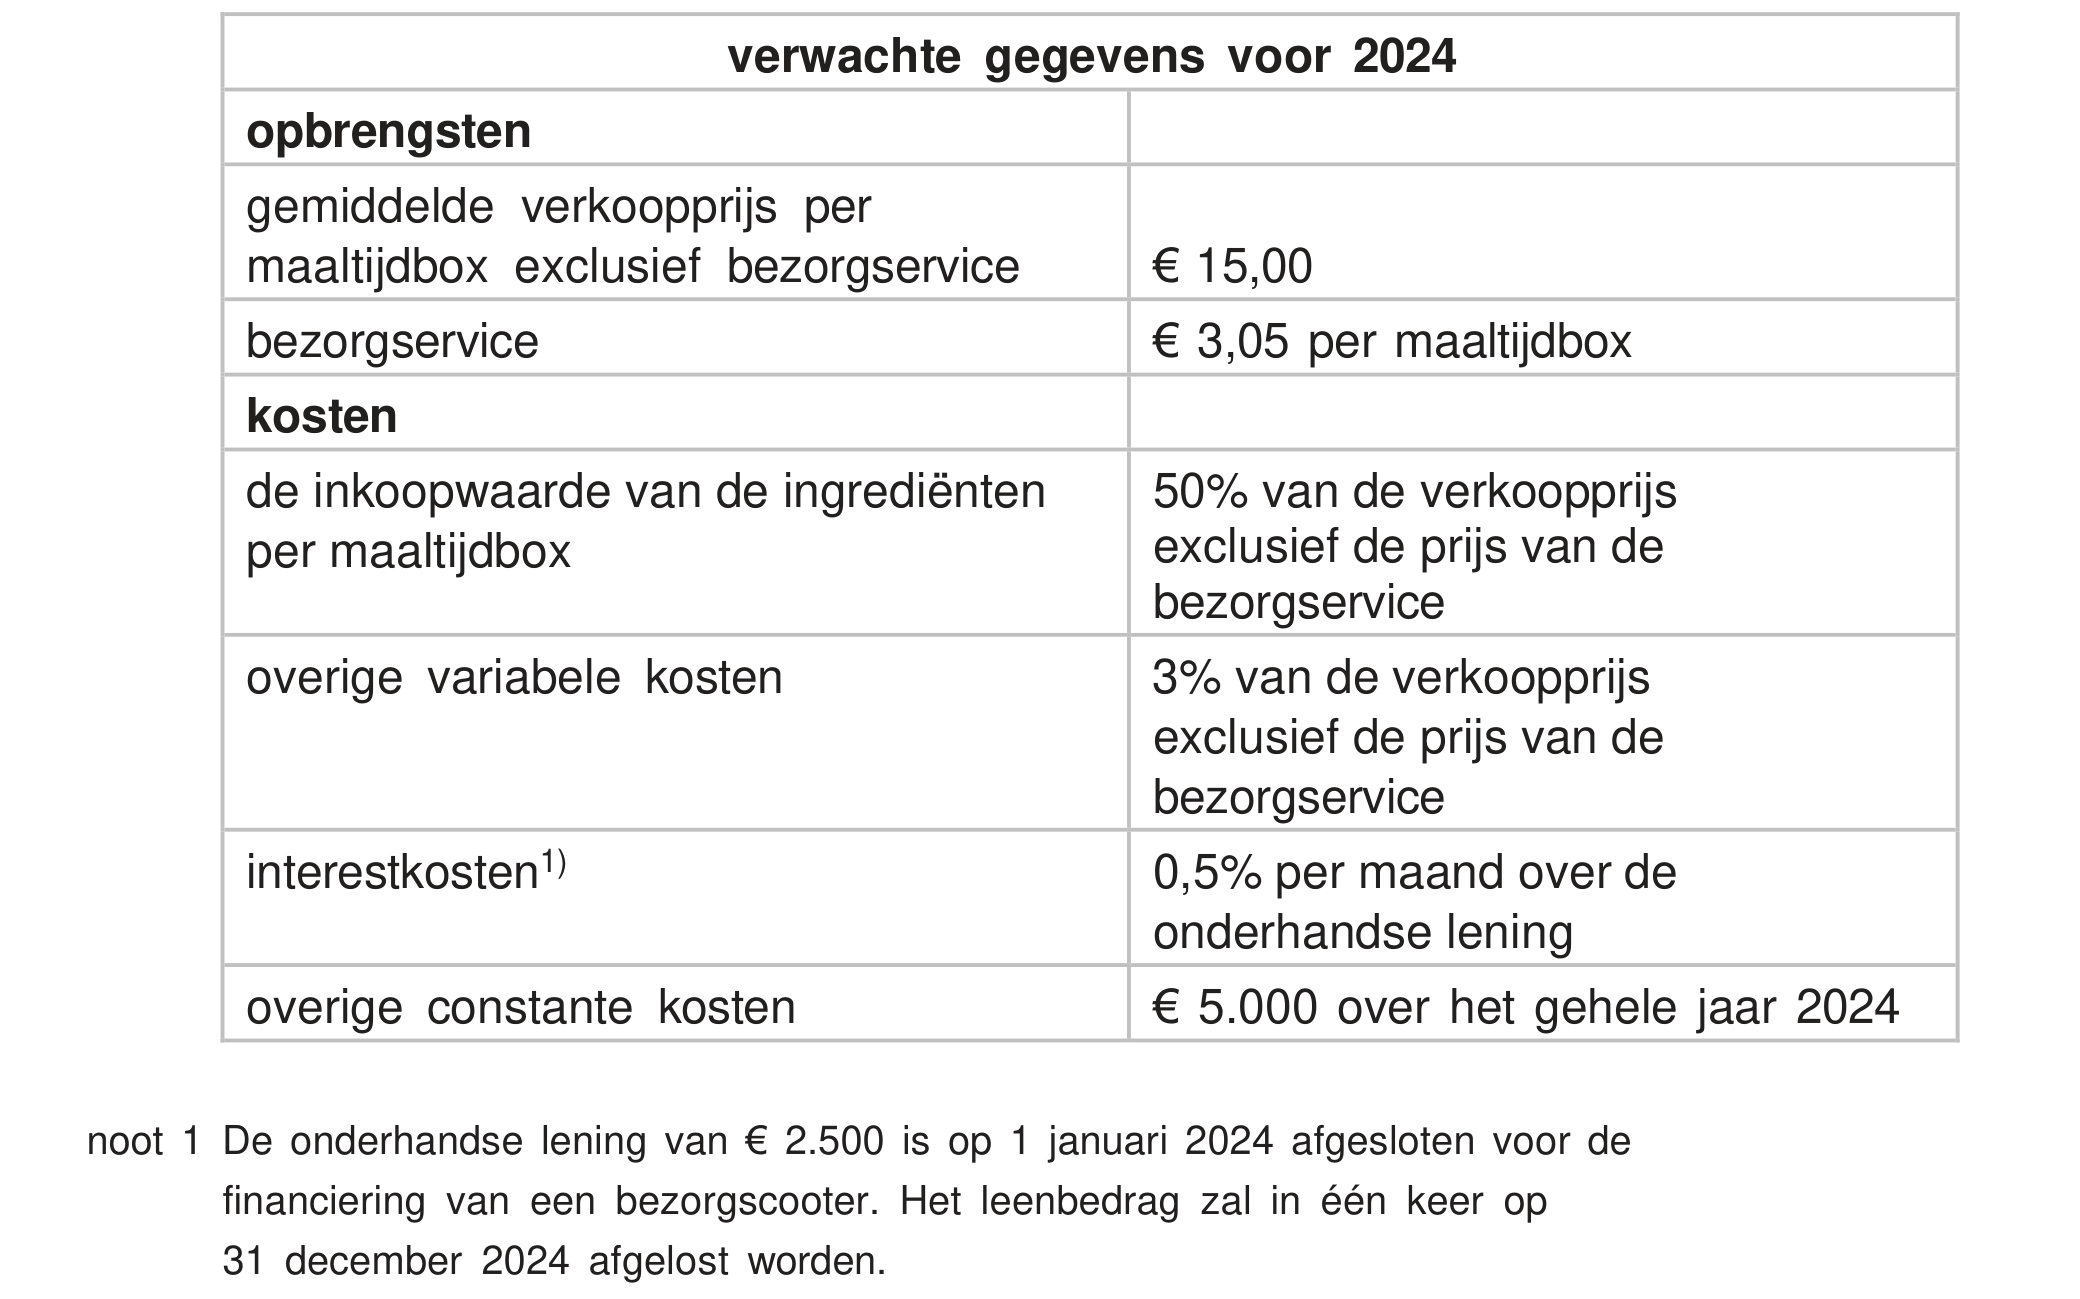 verwachte gegevens voor 2024
opbrengsten
gemiddelde verkoopprijs per
maaltijdbox exclusief bezorgservice
€ 15,00
bezorgservice
€ 3,05 per maaltijdbox
kosten
de inkoopwaarde van de ingrediënten
per maaltijdbox
50% van de verkoopprijs
exclusief de prijs van de
bezorgservice
overige variabele kosten
3% van de verkoopprijs
exclusief de prijs van de
bezorgservice
interestkosten1)
0,5% per maand over de
onderhandse lening
overige constante kosten
€ 5.000 over het gehele jaar 2024
noot 1 De onderhandse lening van € 2.500 is op 1 januari 2024 afgesloten voor de
financiering van een bezorgscooter. Het leenbedrag zal in één keer op
31 december 2024 afgelost worden.